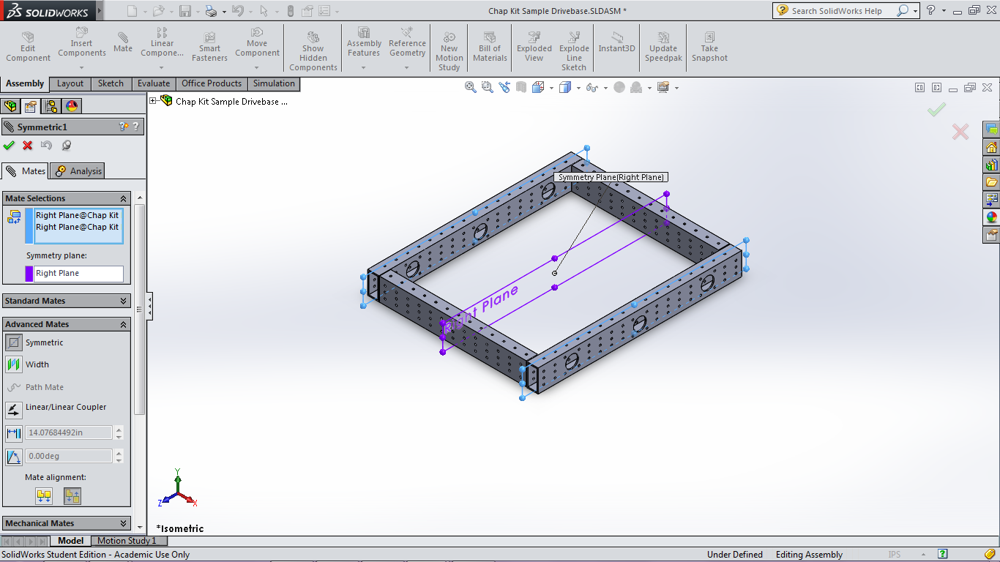 SOLIDWORKS
Chap Kit Sample Drivebase.SLDASM *
Search SolidWorks Help
Edit Component
Insert Components
Mate
Linear Compone...
Smart Fasteners
Move Component
Show Hidden Components
Assembly Features
Reference Geometry
New Motion Study
Bill of Materials
Exploded View
Explode Line Sketch
Instant3D
Update Speedpak
Take Snapshot
Assembly
Layout
Sketch
Evaluate
Office Products
Simulation
Chap Kit Sample Drivebase ...
Symmetric1
Mates
Analysis
Mate Selections
Right Plane@Chap Kit
Right Plane@Chap Kit
Symmetry plane:
Right Plane
Standard Mates
Advanced Mates
Symmetric
Width
Path Mate
Linear/Linear Coupler
14.07684492in
0.00deg
Mate alignment:
Mechanical Mates
Symmetry Plane(Right Plane)
Right Plane
Y
Z
X
*Isometric
Model
Motion Study 1
SolidWorks Student Edition - Academic Use Only
Under Defined
Editing Assembly
IPS